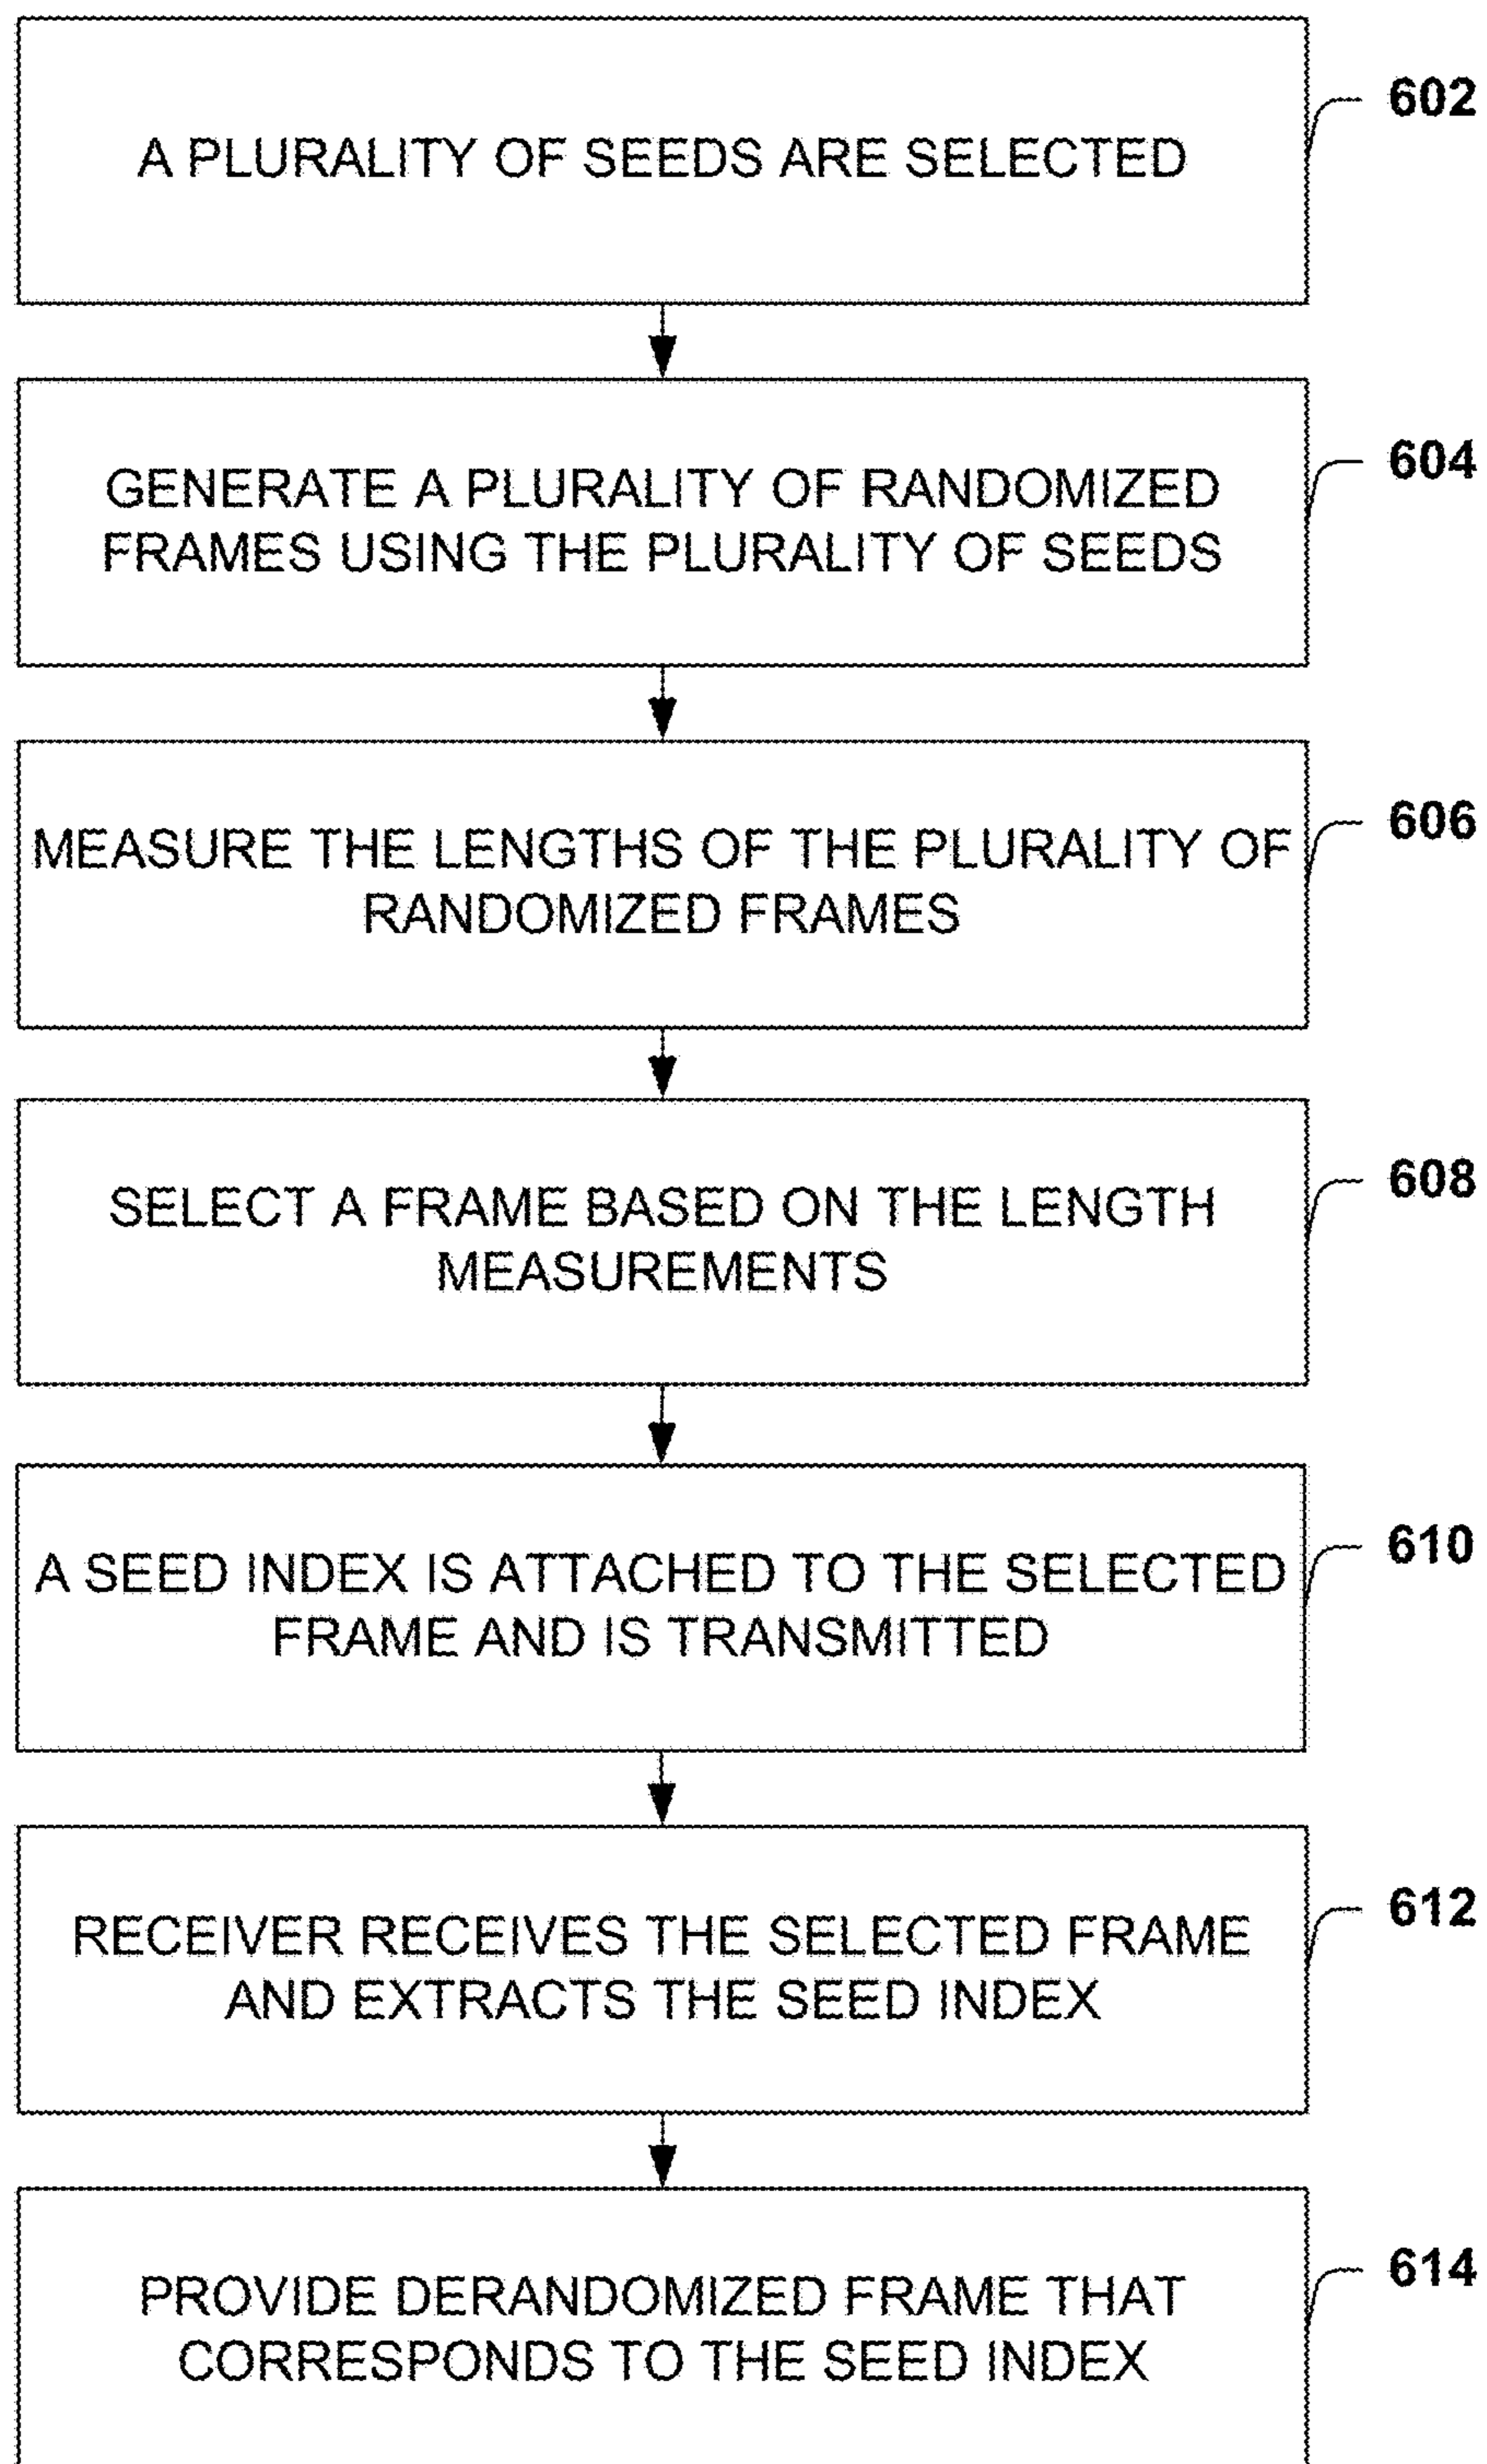 A PLURALITY OF SEEDS ARE SELECTED
602
GENERATE A PLURALITY OF RANDOMIZED
FRAMES USING THE PLURALITY OF SEEDS
604
MEASURE THE LENGTHS OF THE PLURALITY OF
RANDOMIZED FRAMES
606
SELECT A FRAME BASED ON THE LENGTH
MEASUREMENTS
608
A SEED INDEX IS ATTACHED TO THE SELECTED
FRAME AND IS TRANSMITTED
610
RECEIVER RECEIVES THE SELECTED FRAME
AND EXTRACTS THE SEED INDEX
612
PROVIDE DERANDOMIZED FRAME THAT
CORRESPONDS TO THE SEED INDEX
614